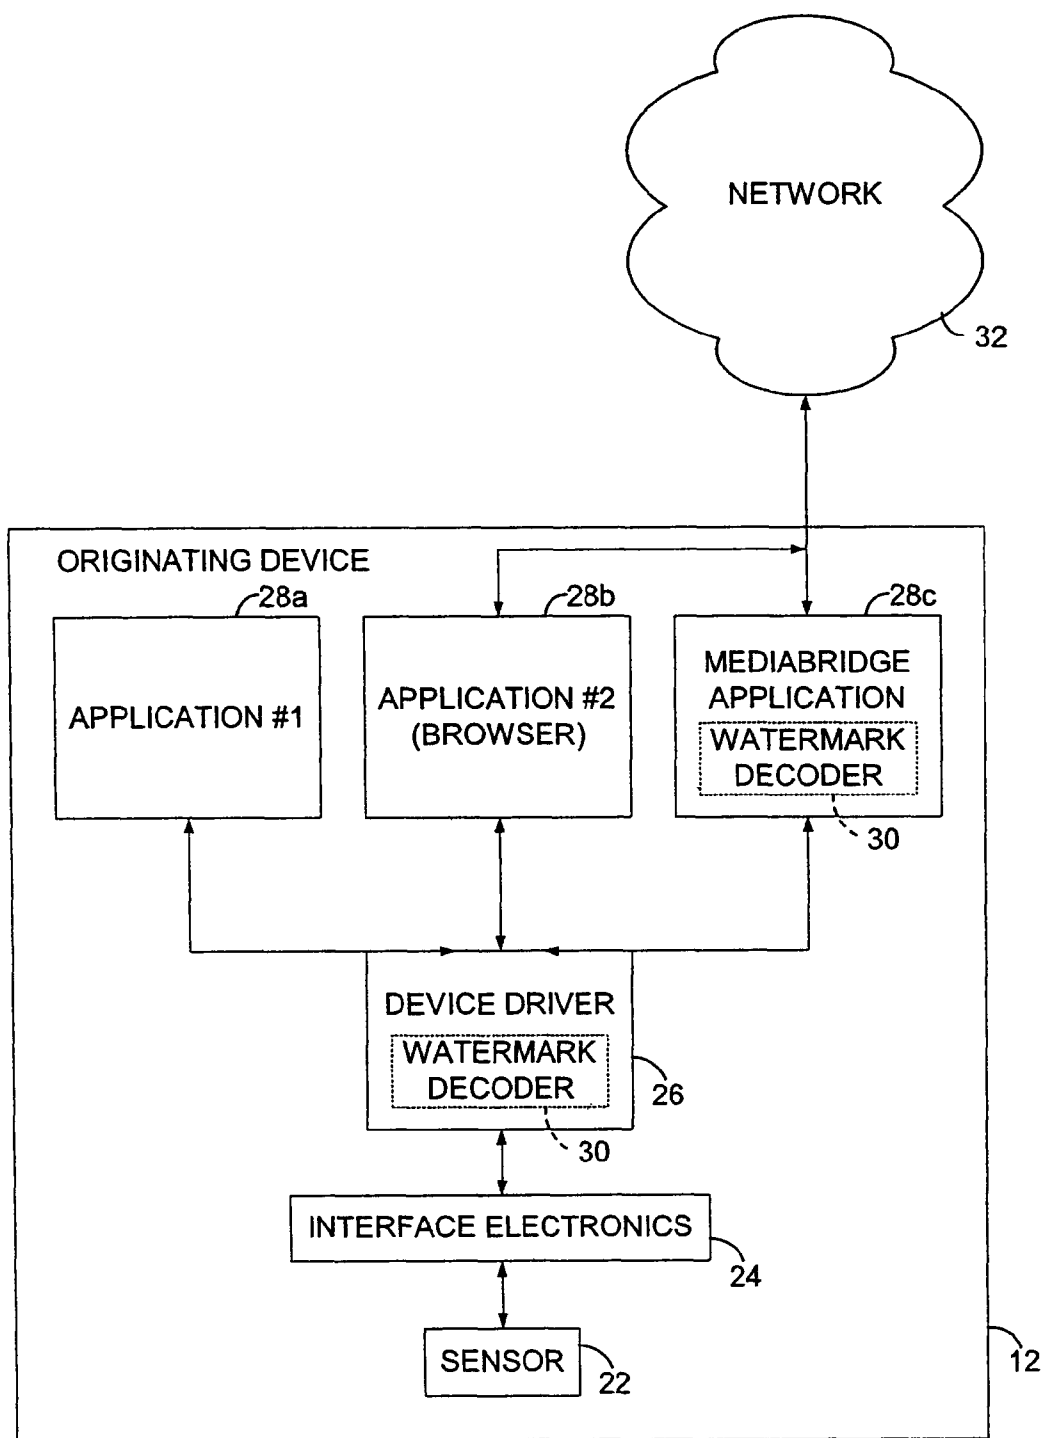 NETWORK
32
ORIGINATING DEVICE
28a
28b
28c
APPLICATION #1
APPLICATION #2
(BROWSER)
MEDIABRIDGE
APPLICATION
WATERMARK
DECODER
30
DEVICE DRIVER
WATERMARK
DECODER
26
30
INTERFACE ELECTRONICS
24
SENSOR
22
12